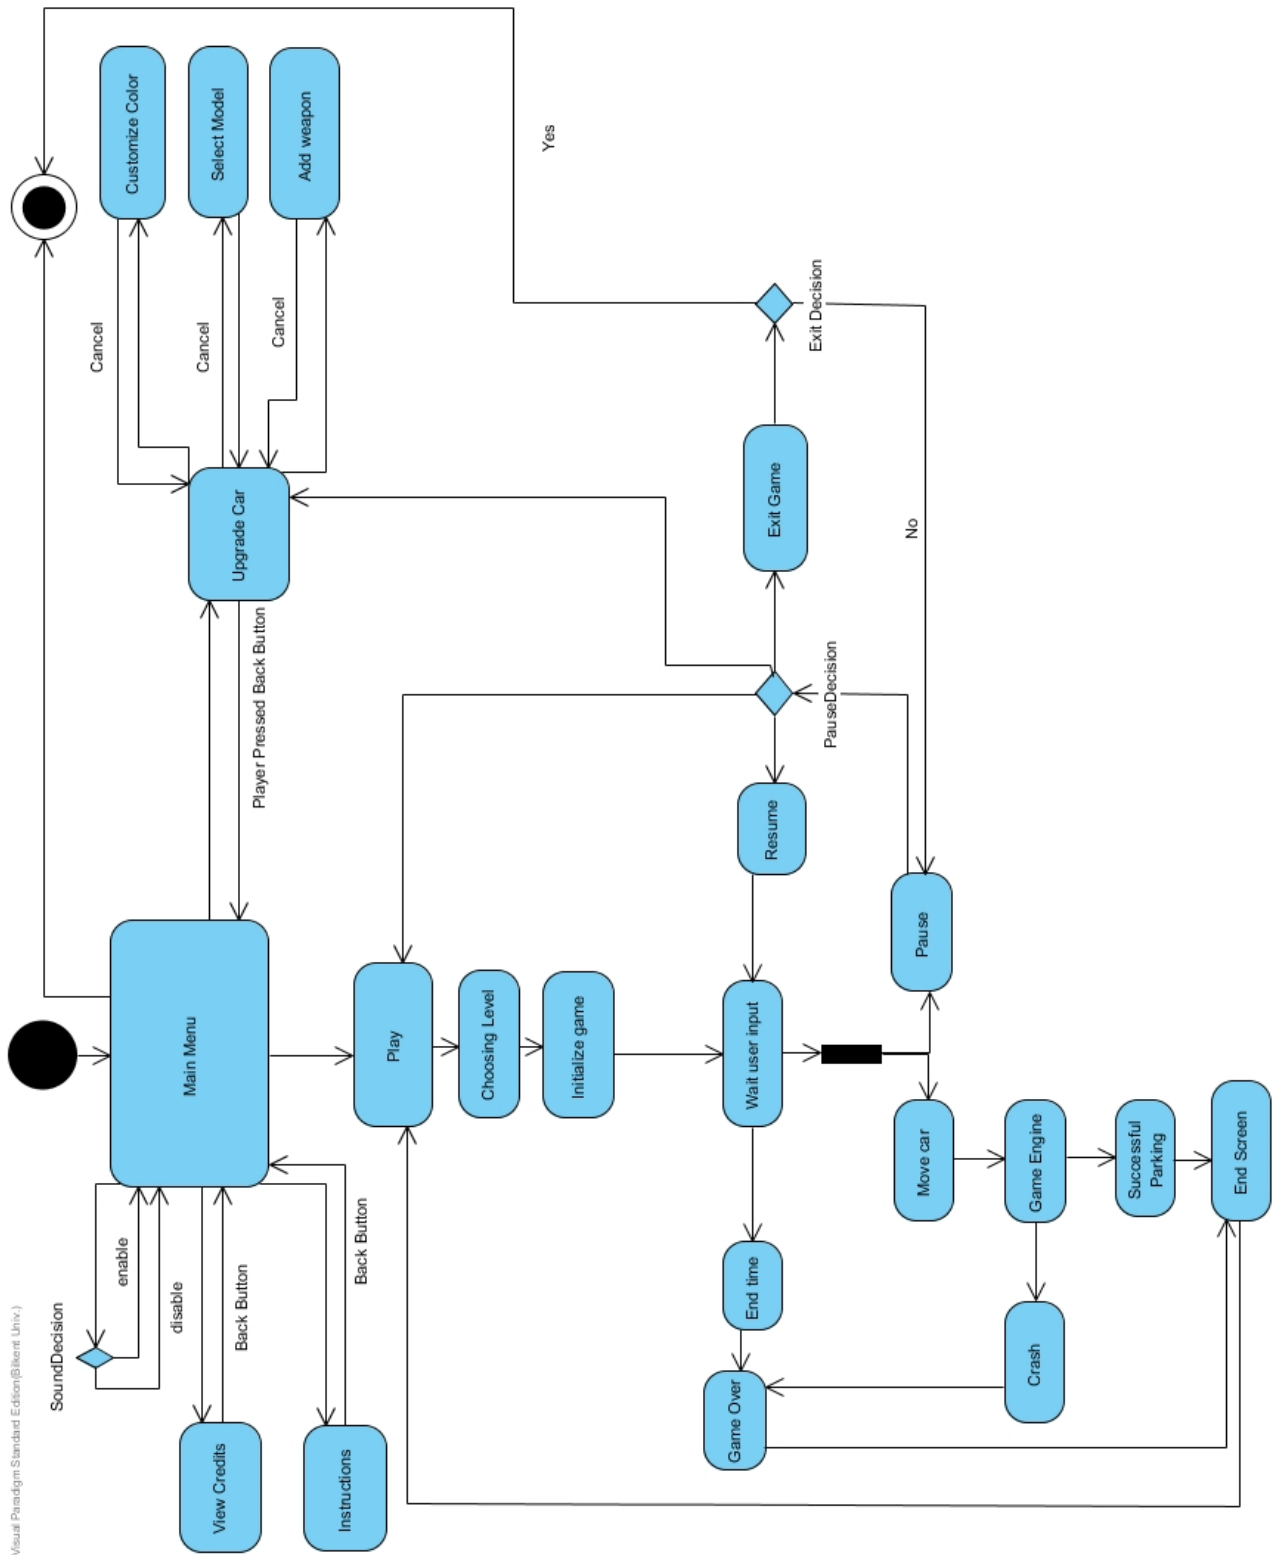 Visual Paradigm Standard Edition(Bilkent Univ.)
SoundDecision
enable
disable
View Credits
Back Button
Instructions
Back Button
Main Menu
Player Pressed Back Button
Upgrade Car
Cancel
Cancel
Cancel
Customize Color
Select Model
Add weapon
Yes
Play
Choosing Level
Initialize game
Wait user input
Resume
PauseDecision
Exit Game
Exit Decision
No
Pause
Move car
Game Engine
Successful
Parking
End Screen
End time
Game Over
Crash